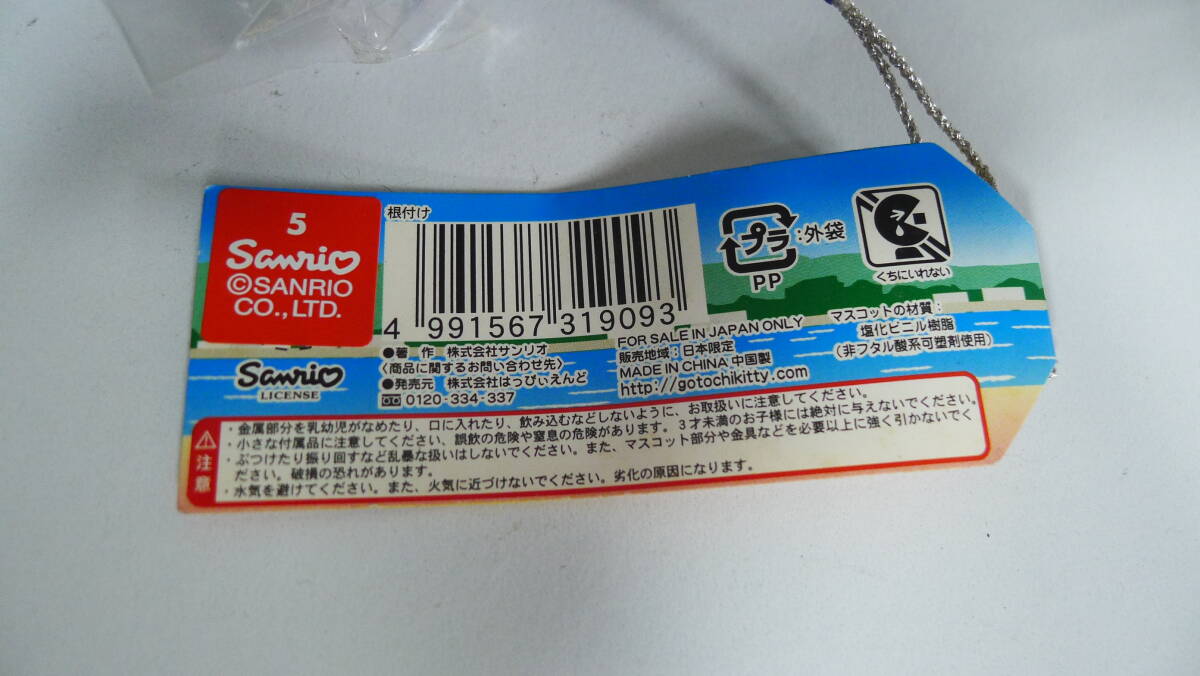 5
Sanrio
©SANRIO
CO.,LTD.
Sanrio
LICENSE
根付け
4 991567 319093
●著 作 株式会社サンリオ
〈商品に関するお問い合わせ先〉
●発売元 株式会社はっぴぃえんど
0120-334-337
プラ:外袋
PP
くちにいれない
FOR SALE IN JAPAN ONLY
販売地域:日本限定
MADE IN CHINA 中国製
http://gotochikitty.com
マスコットの材質:
塩化ビニル樹脂
(非フタル酸系可塑剤使用)
注意
・金属部分を乳幼児がなめたり、口に入れたり、飲み込むなどしないように、お取扱いに注意してください。
・小さな付属品に注意してください、誤飲の危険や窒息の危険があります。3才未満のお子様には絶対に与えないでください。
・ぶつけたり振り回すなど乱暴な扱いはしないでください。また、マスコット部分や金具などを必要以上に強く引かないでく
ださい。破損の恐れがあります。
・水気を避けてください。また、火気に近づけないでください。劣化の原因になります。